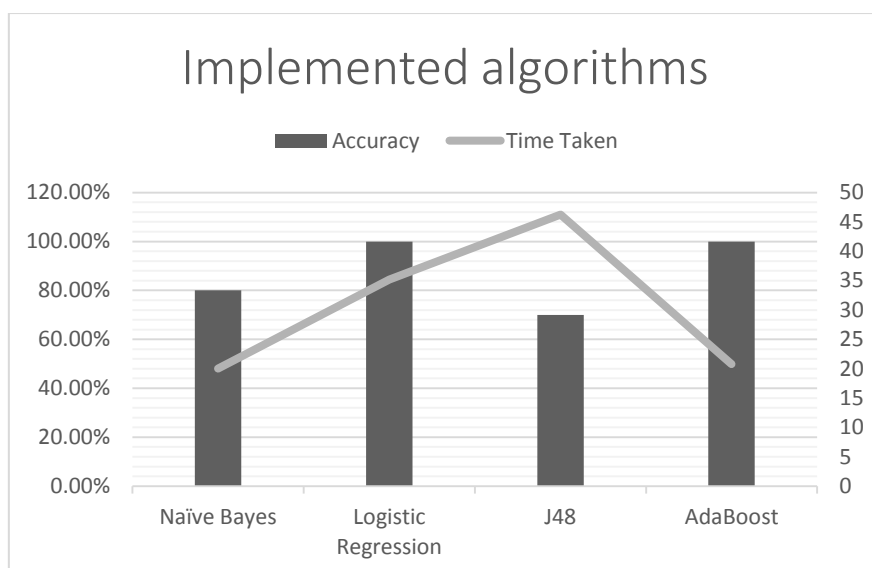 Implemented algorithms
Accuracy Time Taken
120.00%
100.00%
80.00%
60.00%
40.00%
20.00%
0.00%
50
45
40
35
30
25
20
15
10
5
0
Naïve Bayes
Logistic
Regression
J48
AdaBoost